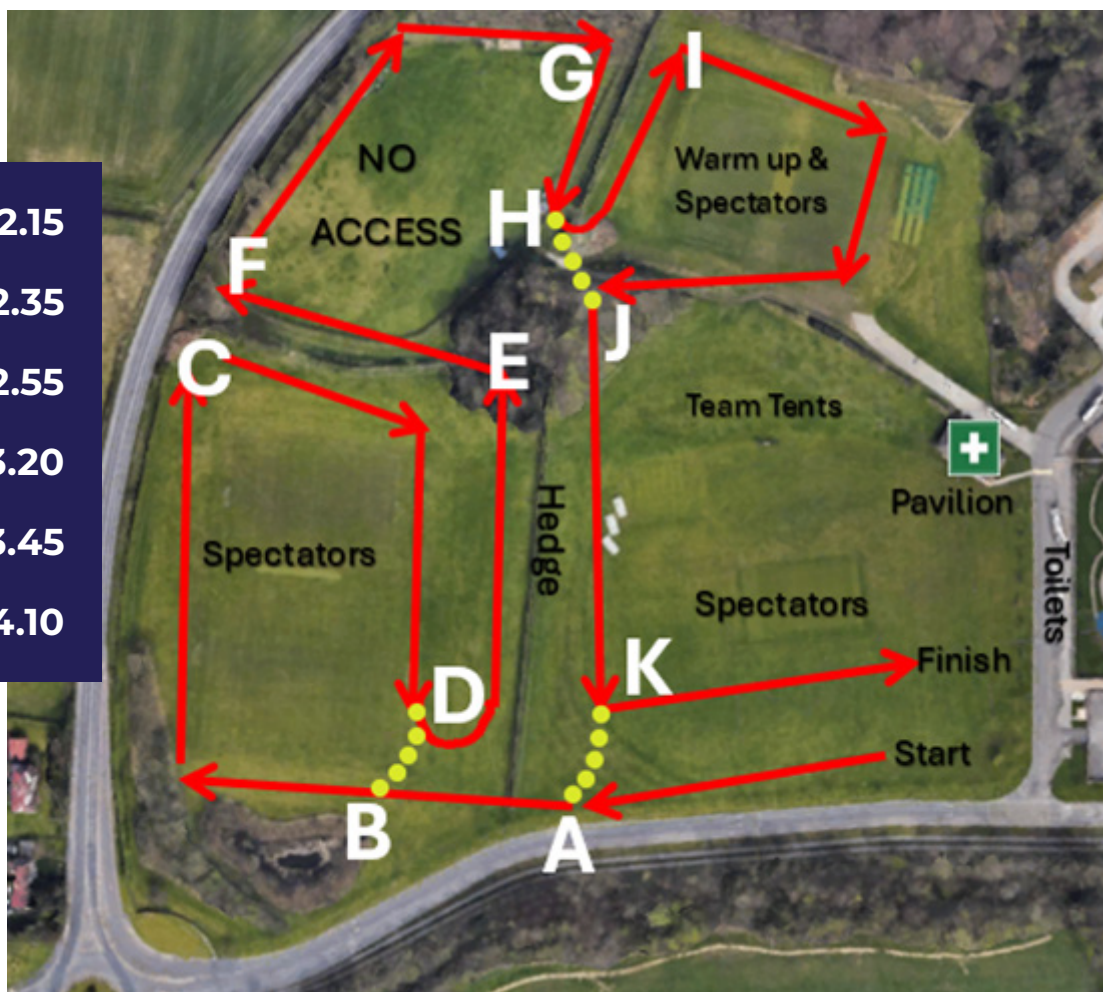 2.15
2.35
2.55
3.20
3.45
4.10
G
I
NO
ACCESS
Warm up &
Spectators
H
F
J
C
E
Team Tents
Pavilion
Hedge
Spectators
Toilets
Spectators
K
Finish
D
Start
B
A